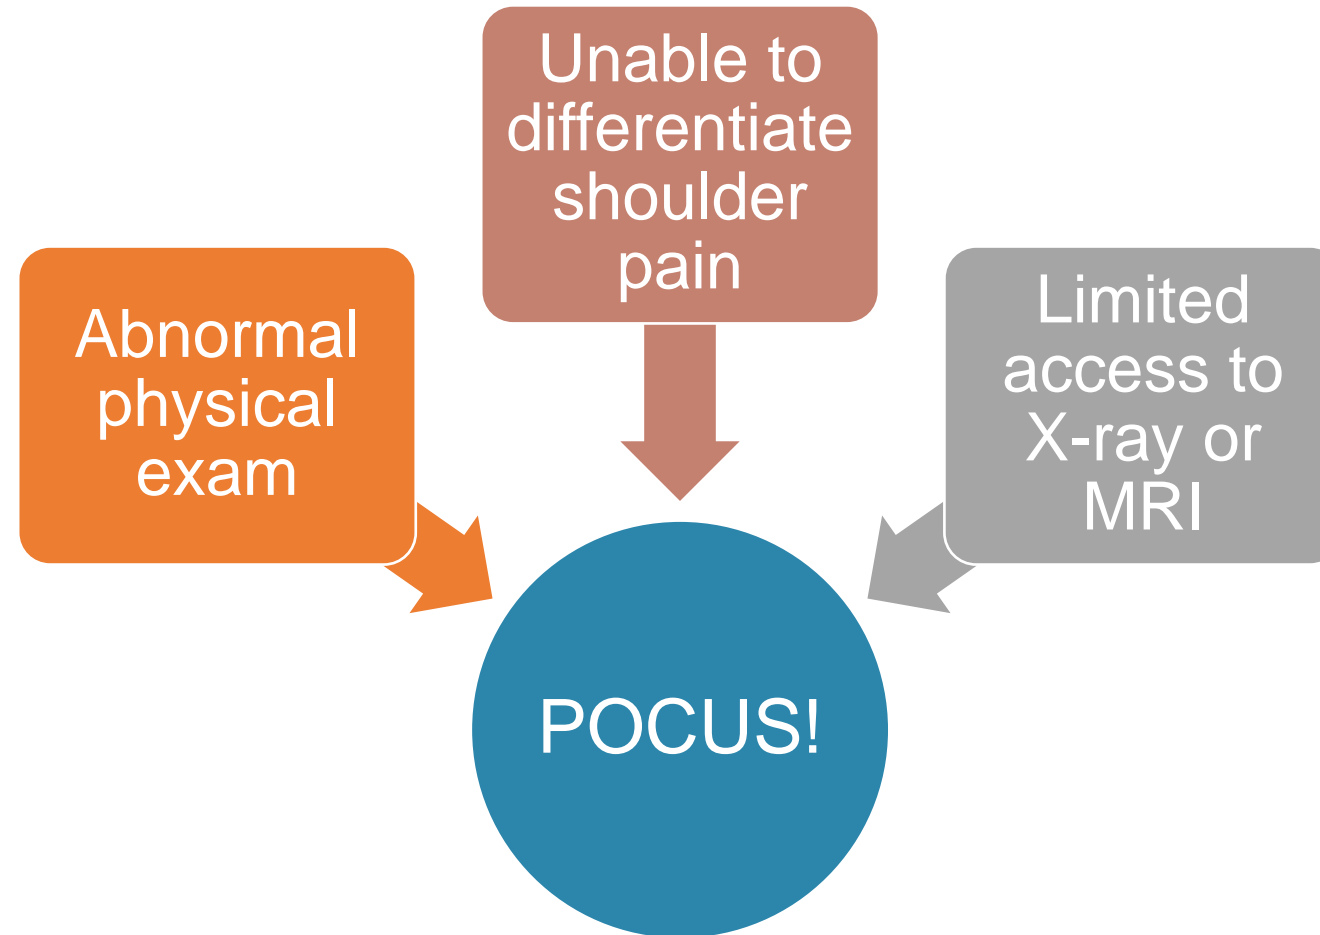 Unable to
differentiate
shoulder
pain
Abnormal
physical
exam
Limited
access to
X-ray or
MRI
POCUS!